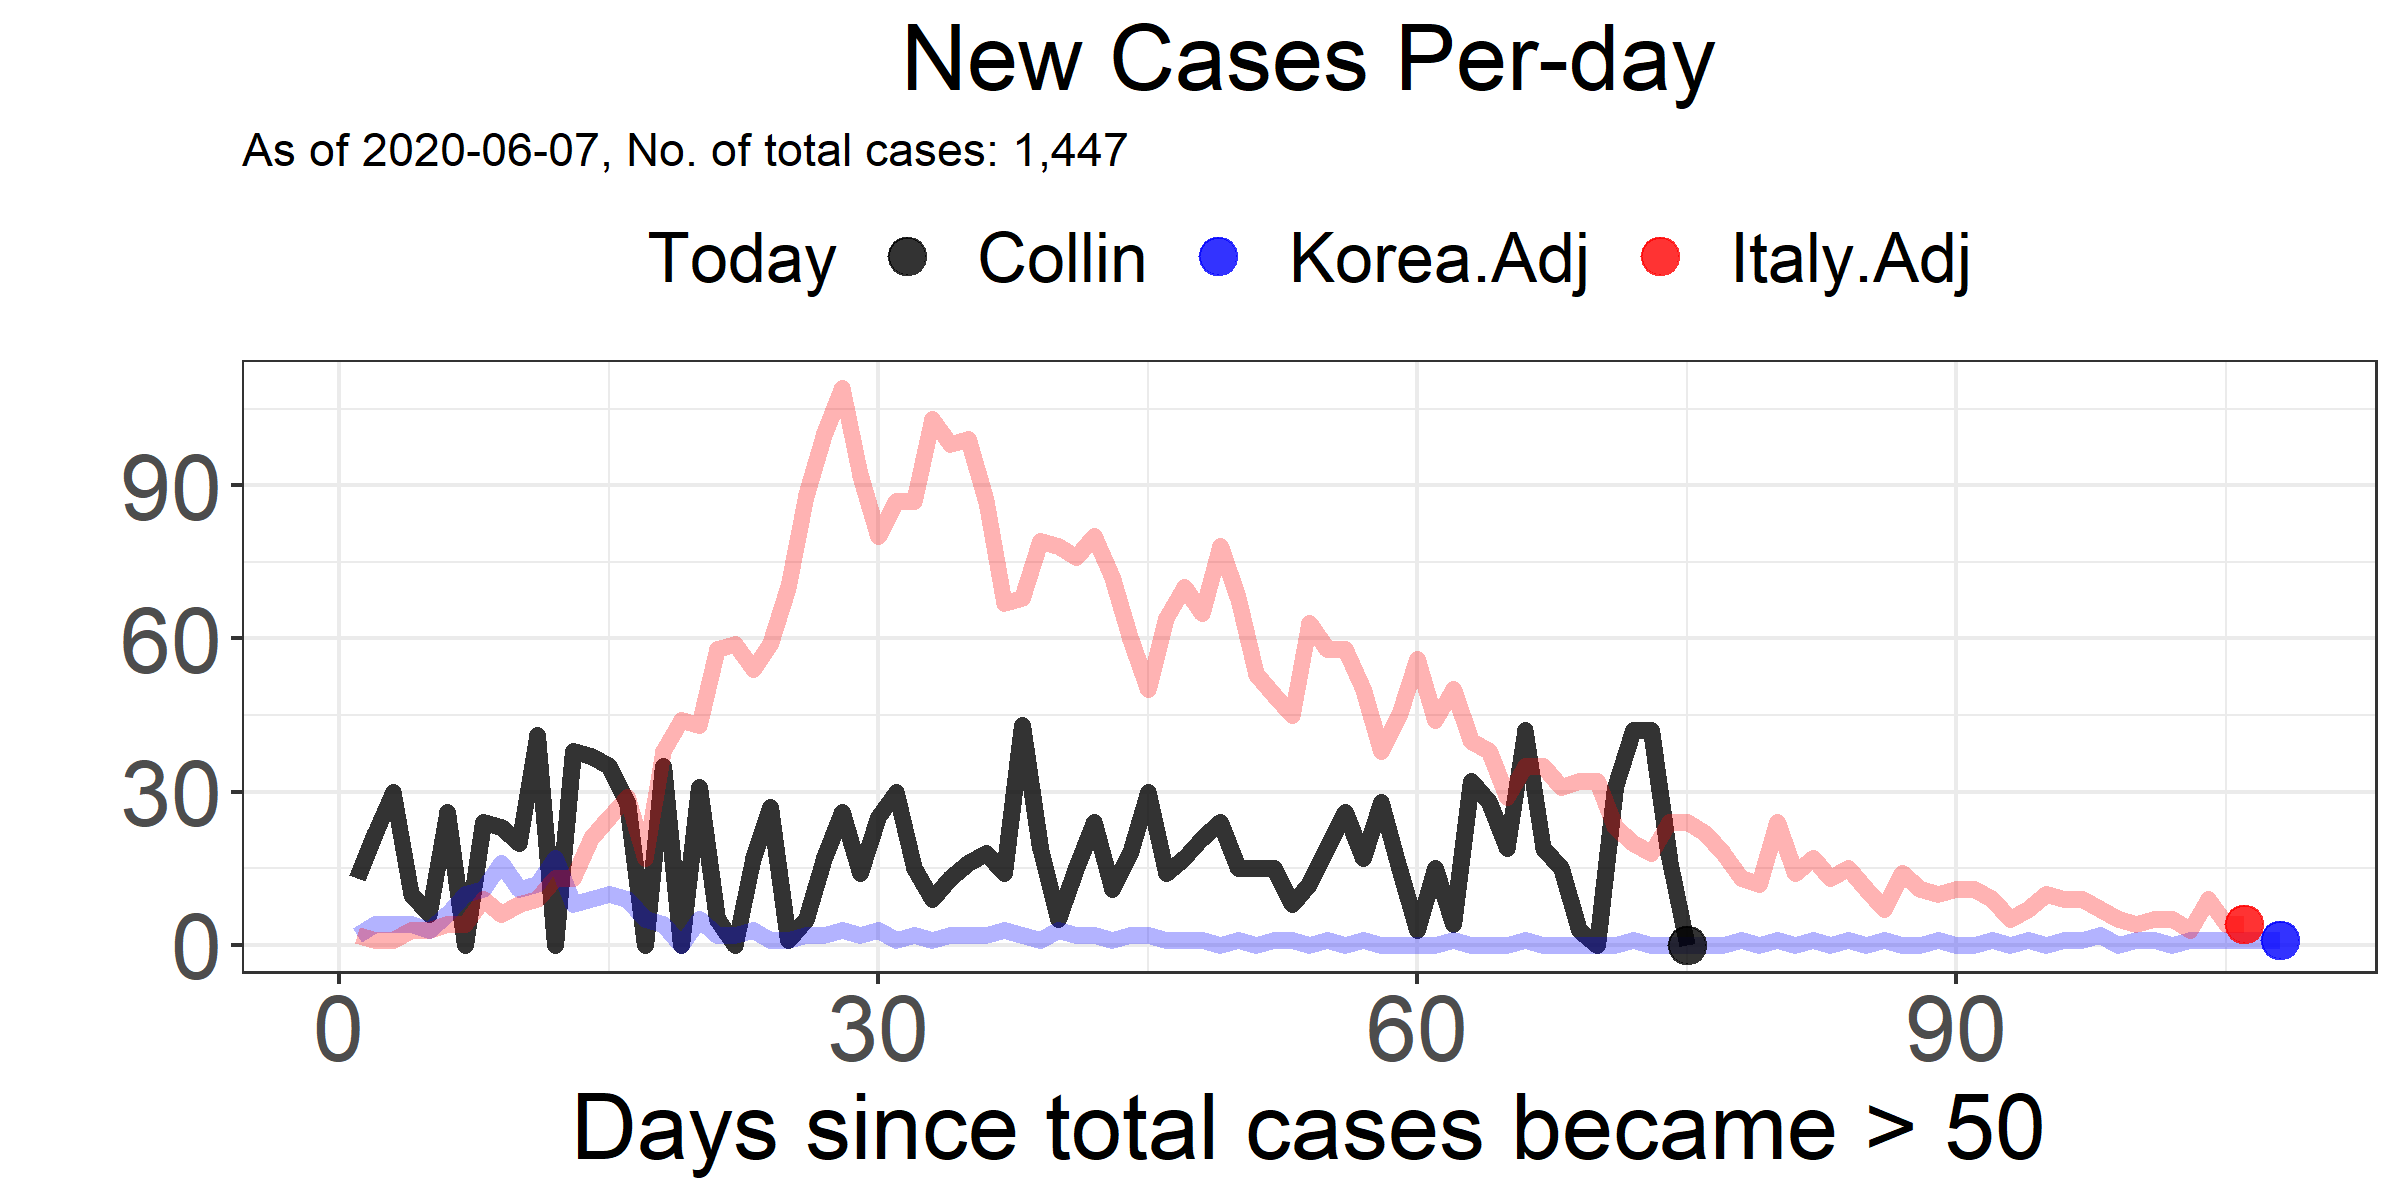 New Cases Per-day
As of 2020-06-07, No. of total cases: 1,447
Today Collin Korea.Adj Italy.Adj
90
60
30
0
0 30 60 90
Days since total cases became > 50